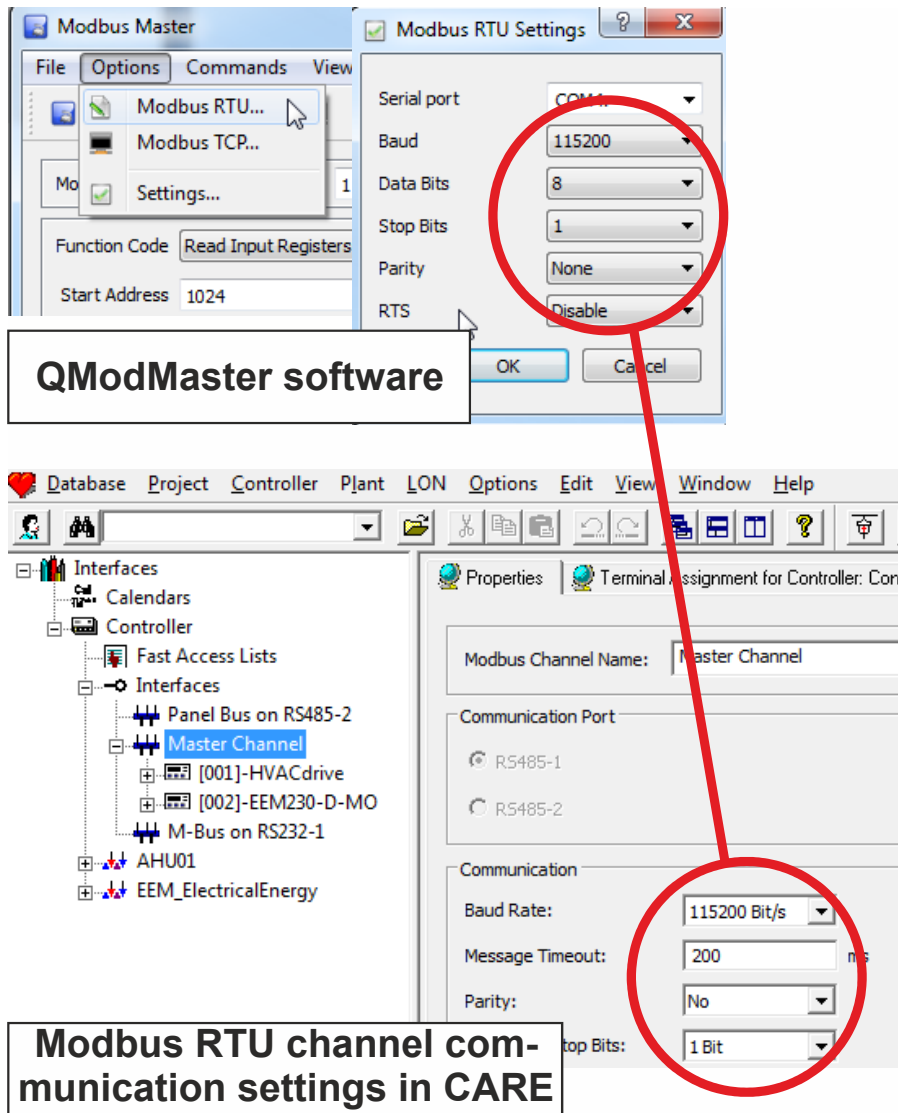 Modbus Master
File Options Commands View
Modbus RTU...
Modbus TCP...
Mo
1
Settings...
Function Code Read Input Registers
Start Address 1024
Modbus RTU Settings
Serial port
Baud 115200
Data Bits 8
Stop Bits 1
Parity None
RTS Disable
OK Cancel
QModMaster software
Database Project Controller Plant LON Options Edit View Window Help
Interfaces
Calendars
Controller
Fast Access Lists
Interfaces
Panel Bus on RS485-2
Master Channel
[001]-HVACdrive
[002]-EEM230-D-MO
M-Bus on RS232-1
AHU01
EEM_ElectricalEnergy
Properties Terminal Assignment for Controller: Con
Modbus Channel Name: Master Channel
Communication Port
RS485-1
RS485-2
Communication
Baud Rate: 115200 Bit/s
Message Timeout: 200 ms
Parity: No
top Bits: 1 Bit
Modbus RTU channel com-
munication settings in CARE